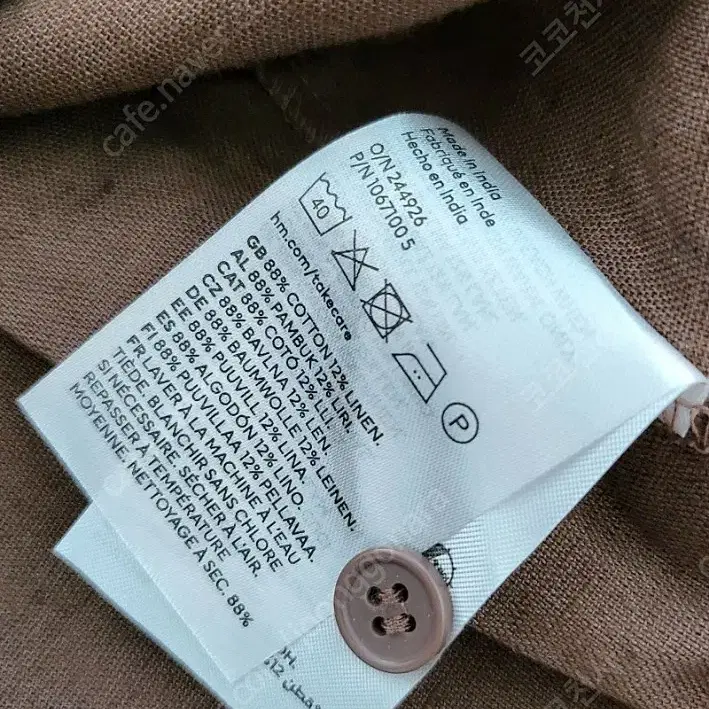 Made in India
Fabriqué en Inde
Hecho en India
O/N 244926
P/N 1067100 5
40
P
hm.com/takecare
GB 88% COTTON 12% LINEN.
AL 88% PAMBUK 12% LIRI.
CAT 88% COTÓ 12% LLI.
CZ 88% BAVLNA 12% LEN.
DE 88% BAUMWOLLE 12% LEINEN.
EE 88% PUUVILL 12% LINA.
ES 88% ALGODÓN 12% LINO.
FI 88% PUUVILLAA 12% PELLAVAA.
FR LAVER À LA MACHINE À L'EAU
TIÈDE. BLANCHIR SANS CHLORE
SI NÉCESSAIRE. SÉCHER À L'AIR.
REPASSER À TEMPÉRATURE
MOYENNE. NETTOYAGE À SEC. 88%
cafe.naver
코코천